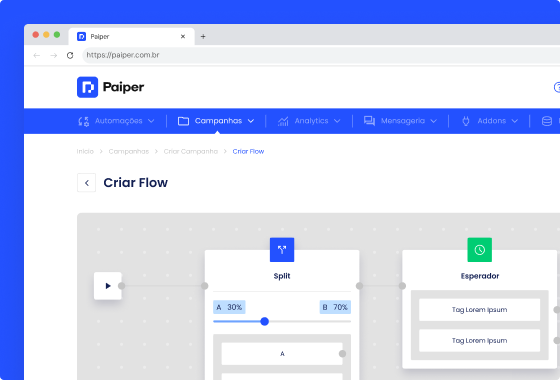 Paiper
https://paiper.com.br
Paiper
Automações
Campanhas
Analytics
Mensageria
Addons
Início > Campanhas > Criar Campanha > Criar Flow
Criar Flow
Split
Esperador
A 30%
B 70%
Tag Lorem Ipsum
A
Tag Lorem Ipsum